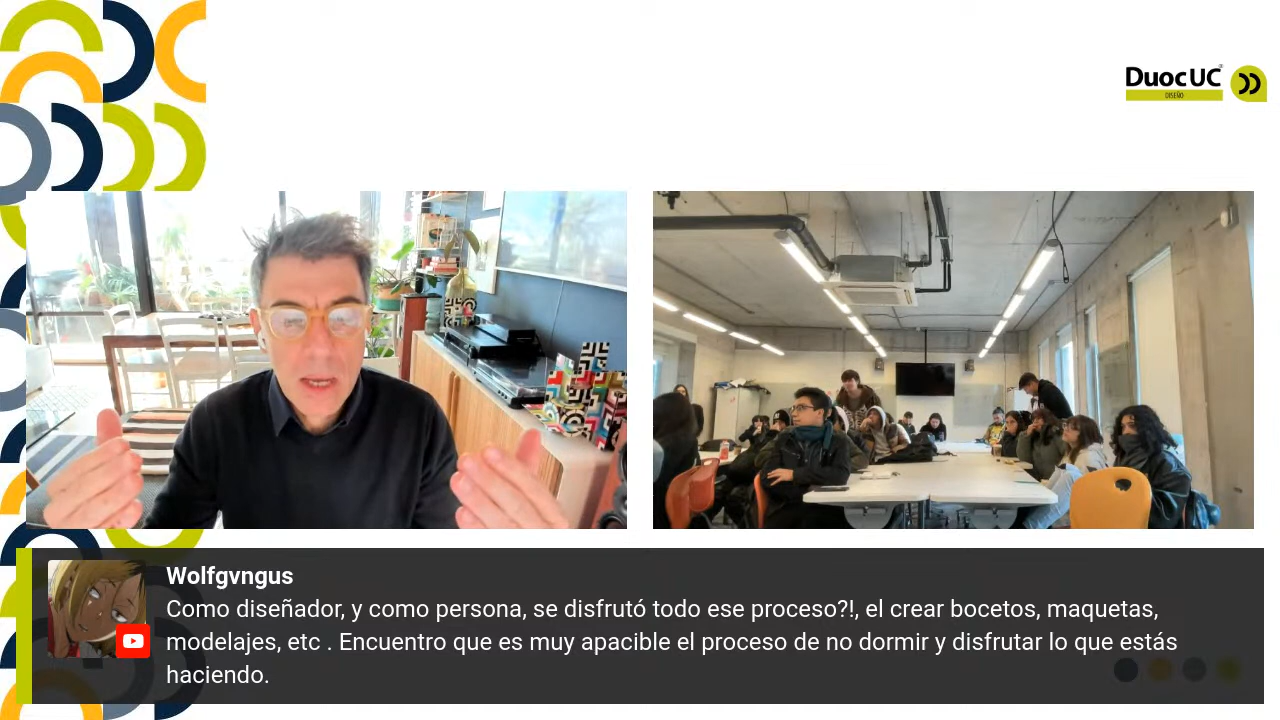 DuocUC
DISEÑO
Wolfgvngus
Como diseñador, y como persona, se disfrutó todo ese proceso?!, el crear bocetos, maquetas,
modelajes, etc . Encuentro que es muy apacible el proceso de no dormir y disfrutar lo que estás
haciendo.